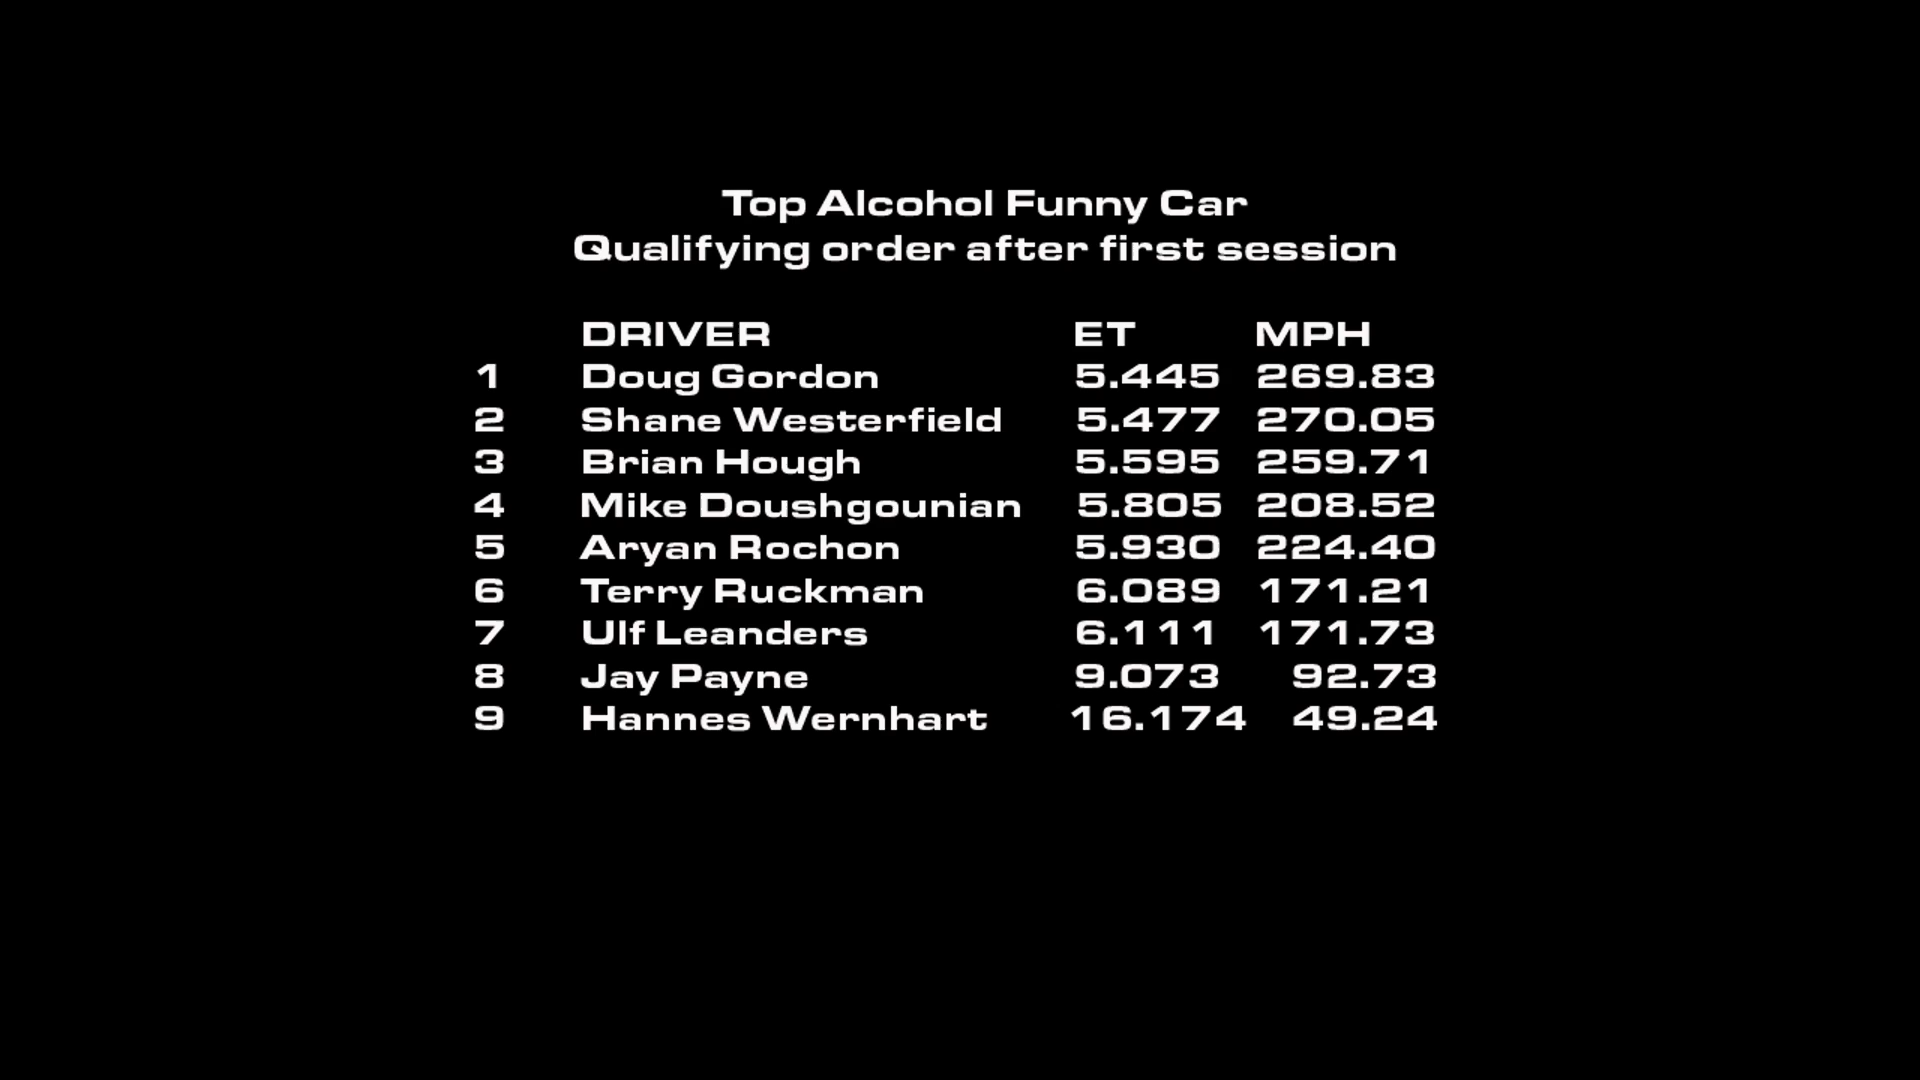 Top Alcohol Funny Car
Qualifying order after first session
DRIVER ET MPH
1 Doug Gordon 5.445 269.83
2 Shane Westerfield 5.477 270.05
3 Brian Hough 5.595 259.71
4 Mike Doushgounian 5.805 208.52
5 Aryan Rochon 5.930 224.40
6 Terry Ruckman 6.089 171.21
7 Ulf Leanders 6.111 171.73
8 Jay Payne 9.073 92.73
9 Hannes Wernhart 16.174 49.24